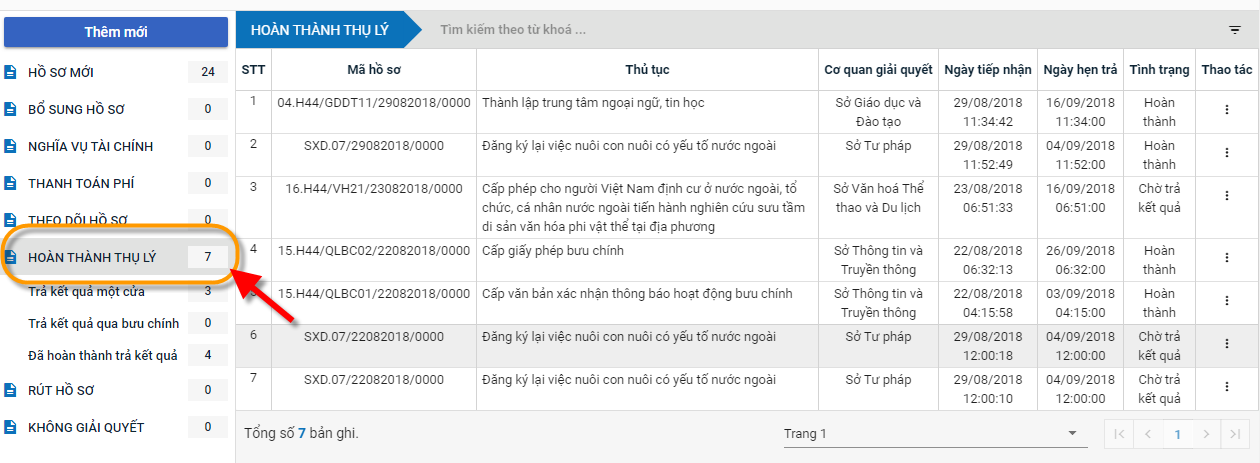 Thêm mới
HỒ SƠ MỚI 24
BỔ SUNG HỒ SƠ 0
NGHĨA VỤ TÀI CHÍNH 0
THANH TOÁN PHÍ 0
THEO DÕI HỒ SƠ 0
HOÀN THÀNH THỤ LÝ 7
Trả kết quả một cửa 3
Trả kết quả qua bưu chính 0
Đã hoàn thành trả kết quả 4
RÚT HỒ SƠ 0
KHÔNG GIẢI QUYẾT 0
HOÀN THÀNH THỤ LÝ Tìm kiếm theo từ khoá ...
STT Mã hồ sơ Thủ tục Cơ quan giải quyết Ngày tiếp nhận Ngày hẹn trả Tình trạng Thao tác
1 04.H44/GDDT11/29082018/0000 Thành lập trung tâm ngoại ngữ, tin học Sở Giáo dục và 29/08/2018 16/09/2018 Hoàn
Đào tạo 11:34:42 11:34:00 thành
2 SXD.07/29082018/0000 Đăng ký lại việc nuôi con nuôi có yếu tố nước ngoài Sở Tư pháp 29/08/2018 04/09/2018 Hoàn
11:52:49 11:52:00 thành
3 16.H44/VH21/23082018/0000 Cấp phép cho người Việt Nam định cư ở nước ngoài, tổ Sở Văn hoá Thể 23/08/2018 16/09/2018 Chờ trả
chức, cá nhân nước ngoài tiến hành nghiên cứu sưu tầm thao và Du lịch 06:51:33 06:51:00 kết quả
di sản văn hóa phi vật thể tại địa phương
4 15.H44/QLBC02/22082018/0000 Cấp giấy phép bưu chính Sở Thông tin và 22/08/2018 26/09/2018 Hoàn
Truyền thông 06:32:13 06:32:00 thành
5 15.H44/QLBC01/22082018/0000 Cấp văn bản xác nhận thông báo hoạt động bưu chính Sở Thông tin và 22/08/2018 03/09/2018 Hoàn
Truyền thông 04:15:58 04:15:00 thành
6 SXD.07/22082018/0000 Đăng ký lại việc nuôi con nuôi có yếu tố nước ngoài Sở Tư pháp 29/08/2018 04/09/2018 Chờ trả
12:00:18 12:00:00 kết quả
7 SXD.07/22082018/0000 Đăng ký lại việc nuôi con nuôi có yếu tố nước ngoài Sở Tư pháp 29/08/2018 04/09/2018 Chờ trả
12:00:10 12:00:00 kết quả
Tổng số 7 bản ghi. Trang 1 1